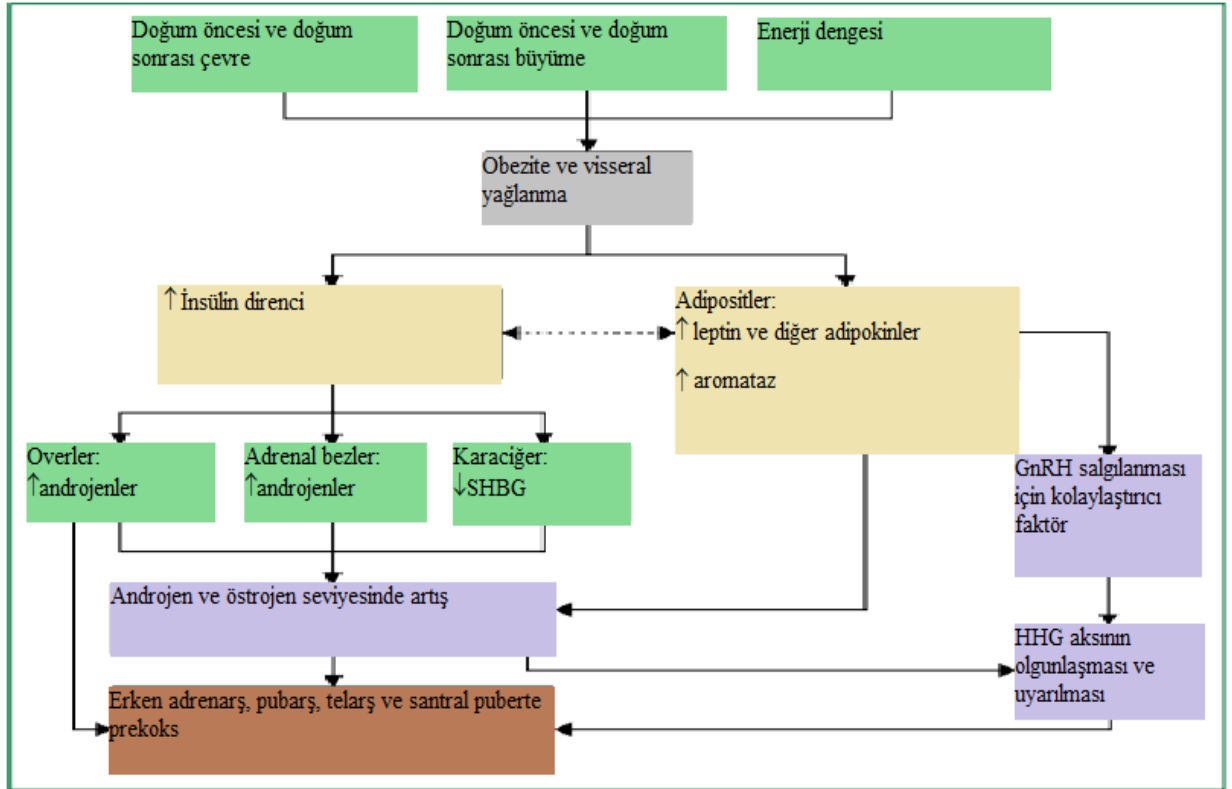 Doğum öncesi ve doğum
sonrası çevre
Doğum öncesi ve doğum
sonrası büyüme
Enerji dengesi
Obezite ve visseral
yağlanma
↑ İnsülin direnci
Adipositler:
↑ leptin ve diğer adipokinler
↑ aromataz
Overler:
↑androjenler
Adrenal bezler:
↑androjenler
Karaciğer:
↓SHBG
GnRH salgılanması
için kolaylaştırıcı
faktör
Androjen ve östrojen seviyesinde artış
HHG aksının
olgunlaşması ve
uyarılması
Erken adrenarş, pubarş, telarş ve santral puberte
prekoks